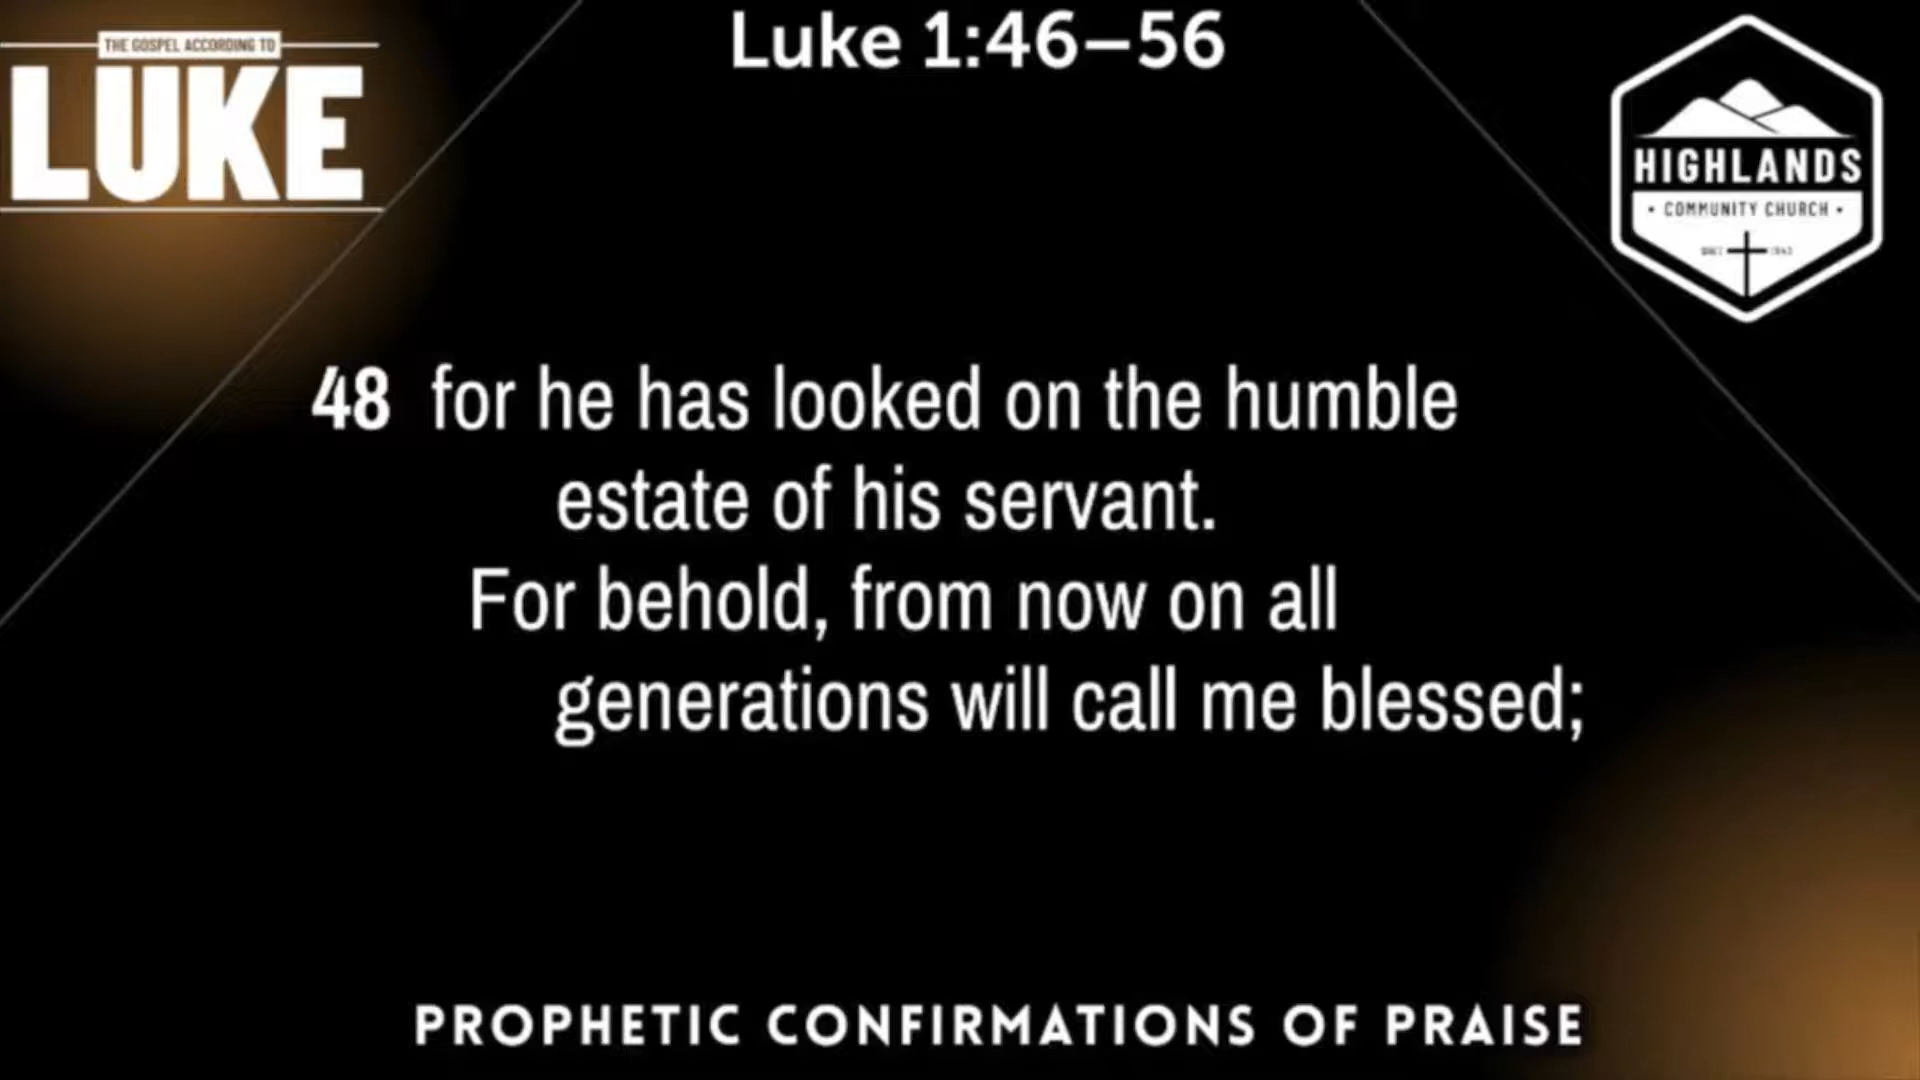 THE GOSPEL ACCORDING TO
LUKE
Luke 1:46–56
HIGHLANDS
• COMMUNITY CHURCH •
48 for he has looked on the humble
estate of his servant.
For behold, from now on all
generations will call me blessed;
PROPHETIC CONFIRMATIONS OF PRAISE